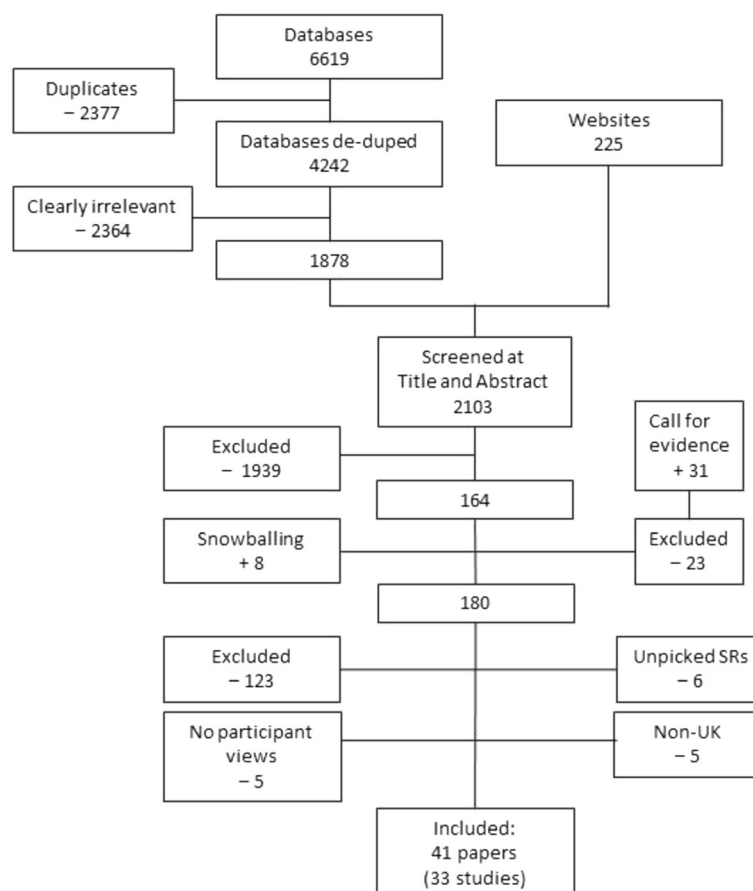 Databases
6619
Duplicates
– 2377
Websites
225
Databases de-duped
4242
Clearly irrelevant
– 2364
1878
Screened at
Title and Abstract
2103
Call for
evidence
+ 31
Excluded
– 1939
164
Snowballing
+ 8
Excluded
– 23
180
Excluded
– 123
Unpicked SRs
– 6
No participant
views
– 5
Non-UK
– 5
Included:
41 papers
(33 studies)